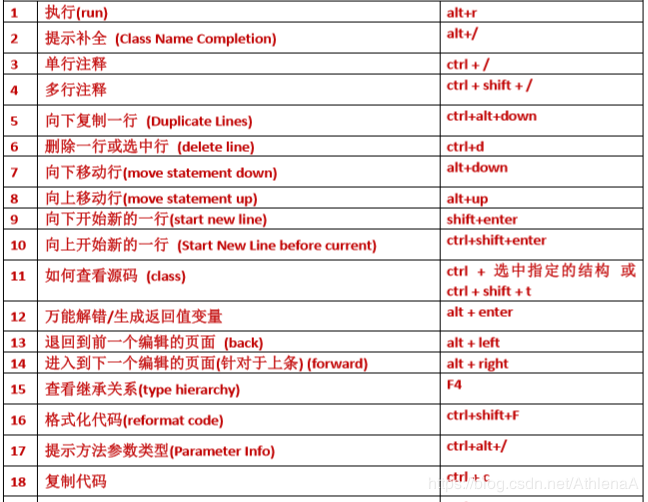 1 执行(run) alt+r
2 提示补全 (Class Name Completion) alt+/
3 单行注释 ctrl + /
4 多行注释 ctrl + shift + /
5 向下复制一行 (Duplicate Lines) ctrl+alt+down
6 删除一行或选中行 (delete line) ctrl+d
7 向下移动行(move statement down) alt+down
8 向上移动行(move statement up) alt+up
9 向下开始新的一行(start new line) shift+enter
10 向上开始新的一行 (Start New Line before current) ctrl+shift+enter
11 如何查看源码 (class) ctrl + 选中指定的结构 或
ctrl + shift + t
12 万能解错/生成返回值变量 alt + enter
13 退回到前一个编辑的页面 (back) alt + left
14 进入到下一个编辑的页面(针对于上条) (forward) alt + right
15 查看继承关系(type hierarchy) F4
16 格式化代码(reformat code) ctrl+shift+F
17 提示方法参数类型(Parameter Info) ctrl+alt+/
18 复制代码 ctrl + c
https://blog.csdn.net/AthlenaA